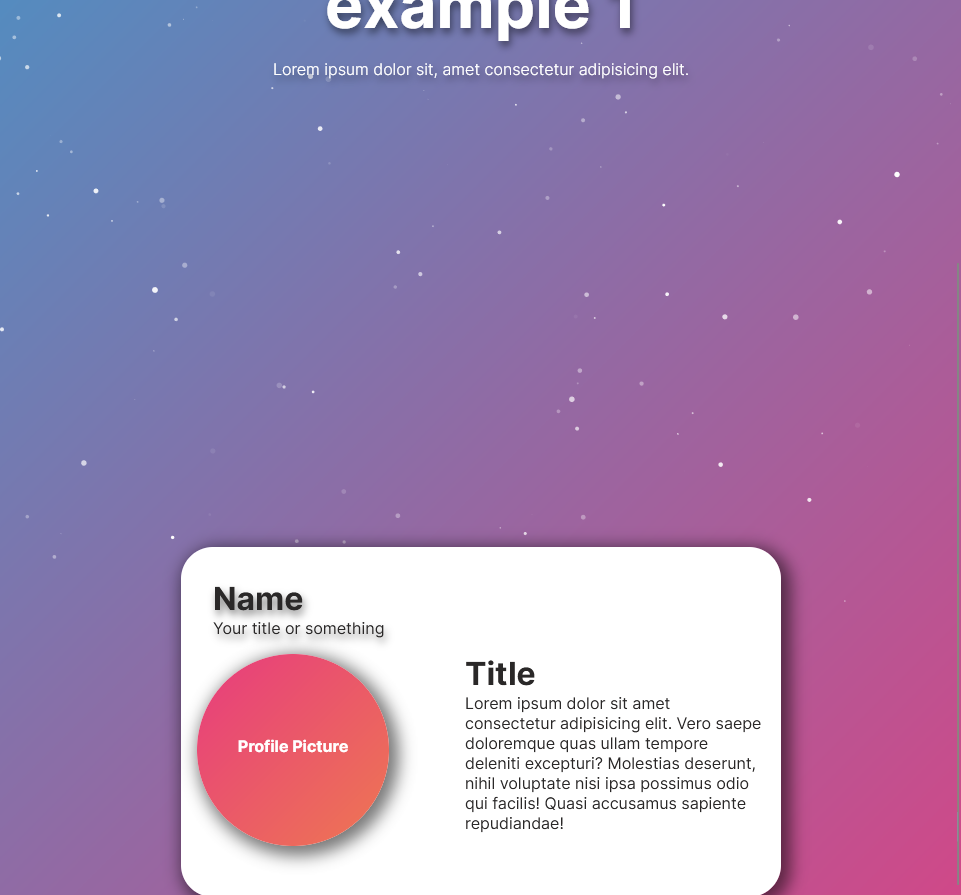 example 1
Lorem ipsum dolor sit, amet consectetur adipisicing elit.
Name
Your title or something
Profile Picture
Title
Lorem ipsum dolor sit amet
consectetur adipisicing elit. Vero saepe
doloremque quas ullam tempore
deleniti excepturi? Molestias deserunt,
nihil voluptate nisi ipsa possimus odio
qui facilis! Quasi accusamus sapiente
repudiandae!